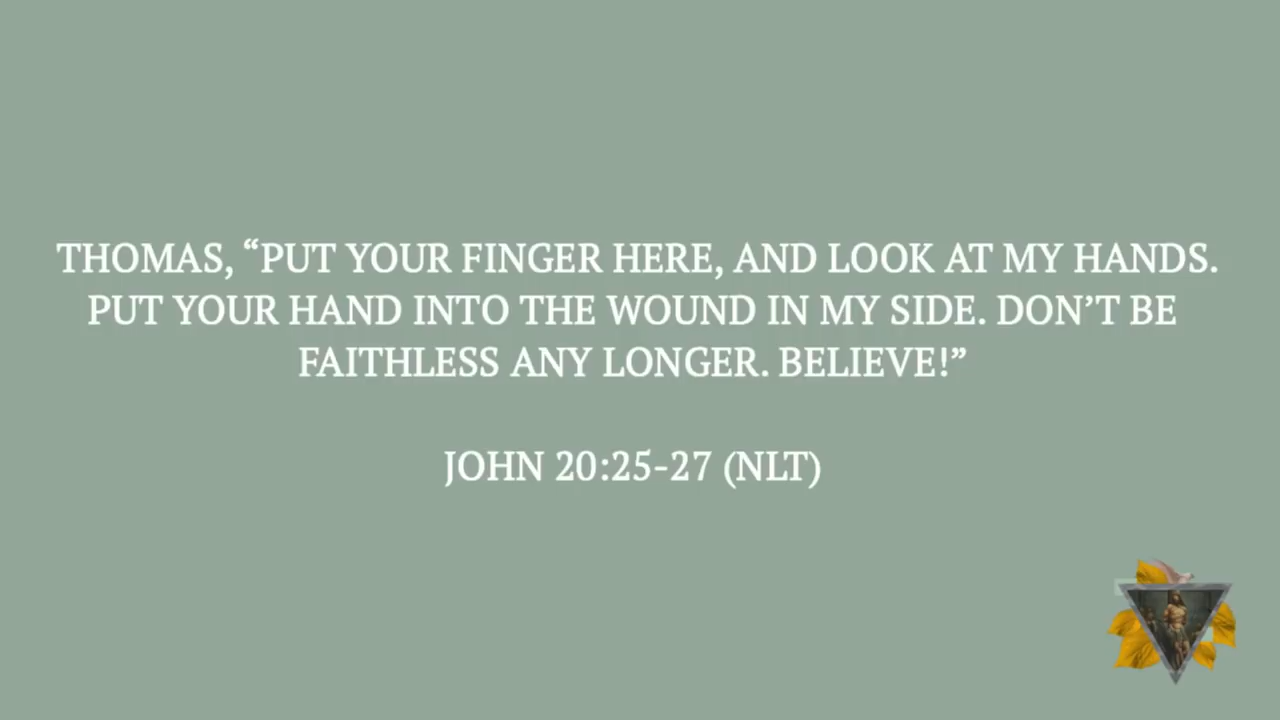 THOMAS, “PUT YOUR FINGER HERE, AND LOOK AT MY HANDS.
PUT YOUR HAND INTO THE WOUND IN MY SIDE. DON’T BE
FAITHLESS ANY LONGER. BELIEVE!”
JOHN 20:25-27 (NLT)